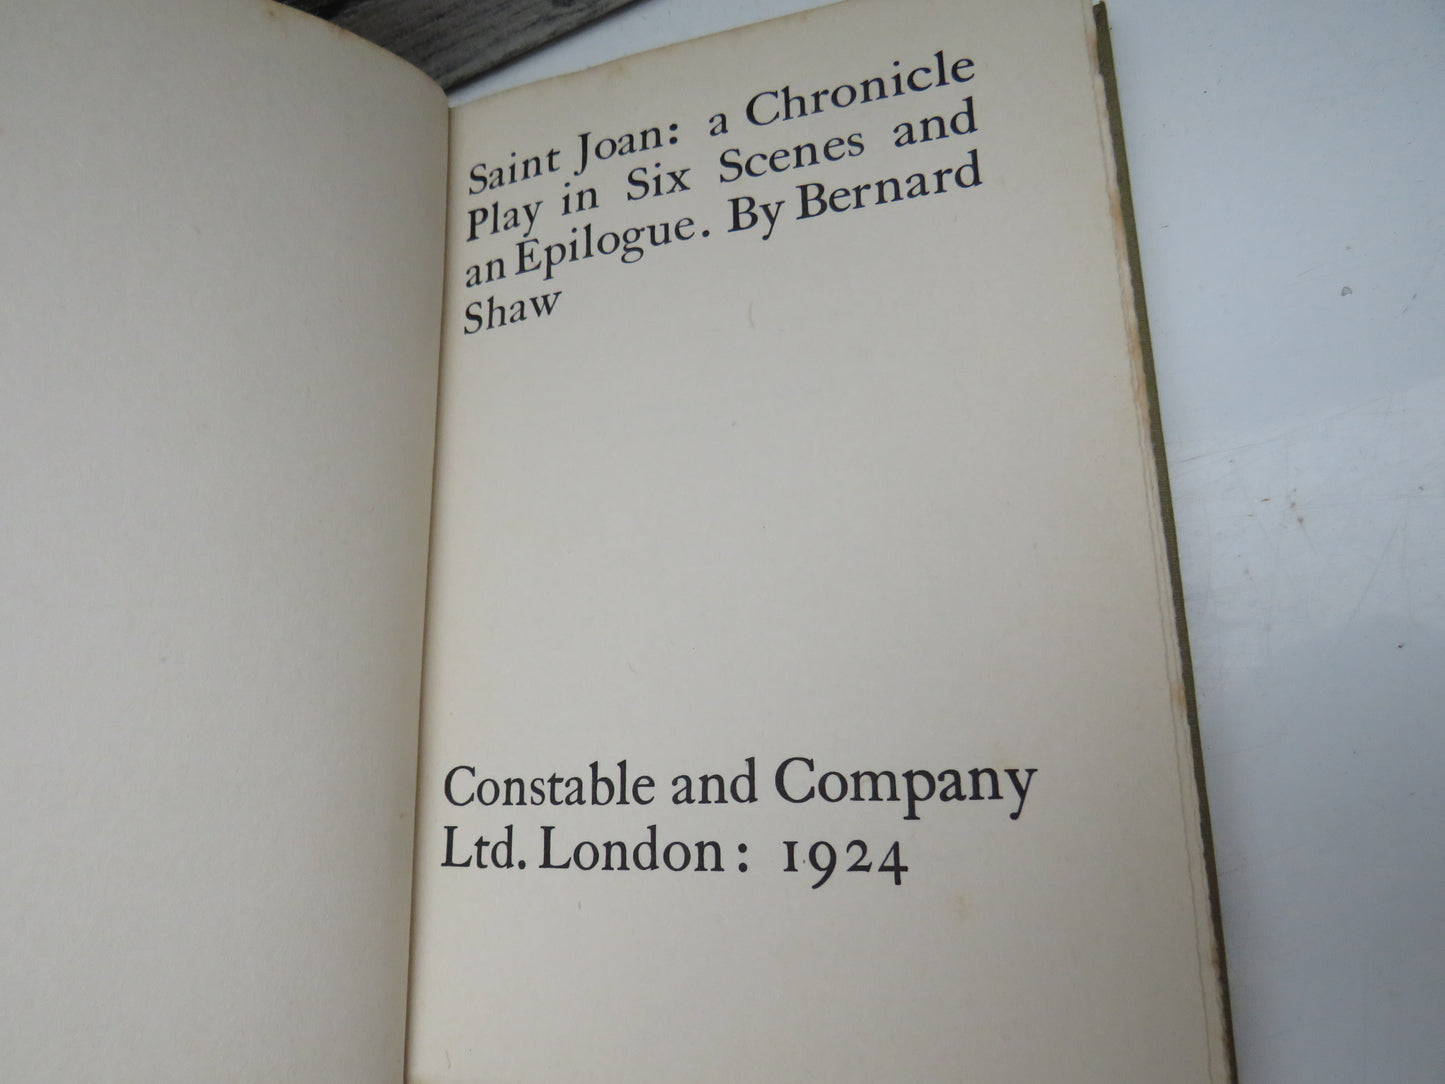 Saint Joan: a Chronicle
Play in Six Scenes and
an Epilogue. By Bernard
Shaw
Constable and Company
Ltd. London: 1924